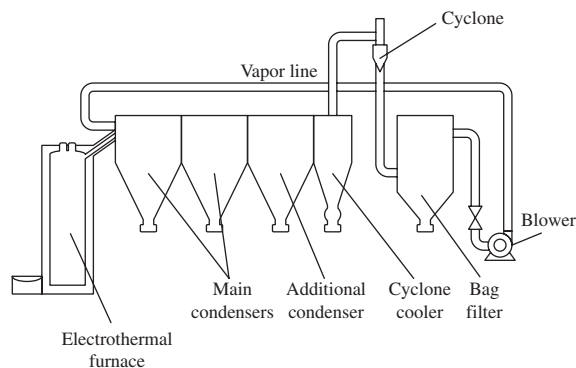 Cyclone
Vapor line
Blower
Main
condensers
Additional
condenser
Cyclone
cooler
Bag
filter
Electrothermal
furnace